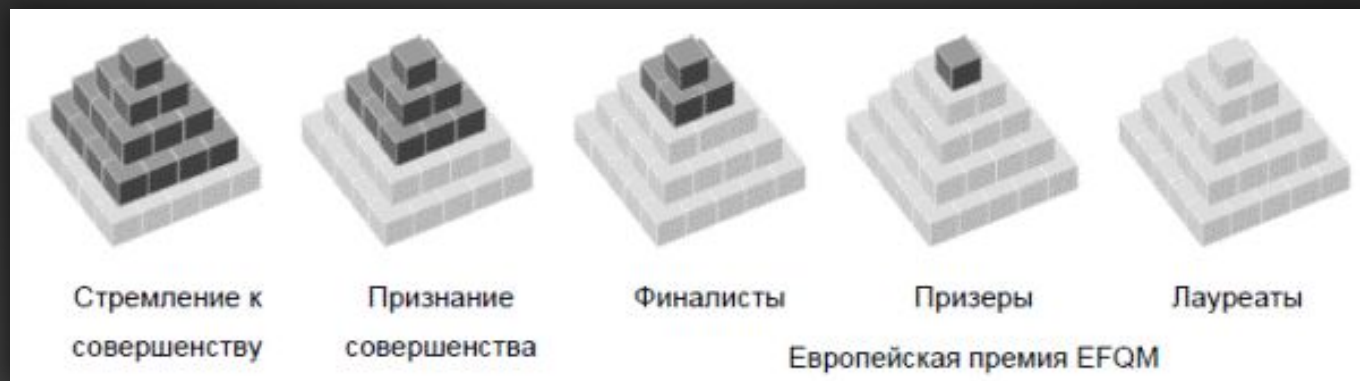 Стремление к
совершенству
Признание
совершенства
Финалисты
Призеры
Лауреаты
Европейская премия EFQM